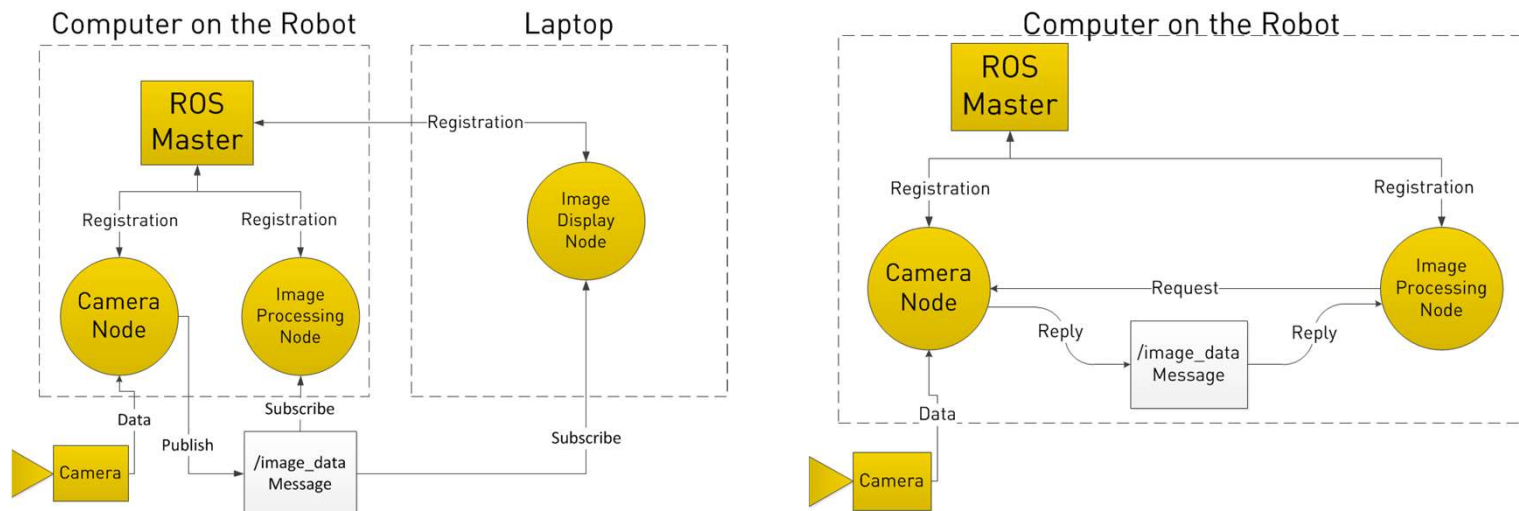 Computer on the Robot
ROS
Master
Registration
Registration
Camera
Node
Image
Processing
Node
Data
Publish
Subscribe
Camera
/image_data
Message
Laptop
Registration
Image
Display
Node
Subscribe
Computer on the Robot
ROS
Master
Registration
Registration
Camera
Node
Image
Processing
Node
Request
Reply
Reply
/image_data
Message
Data
Camera